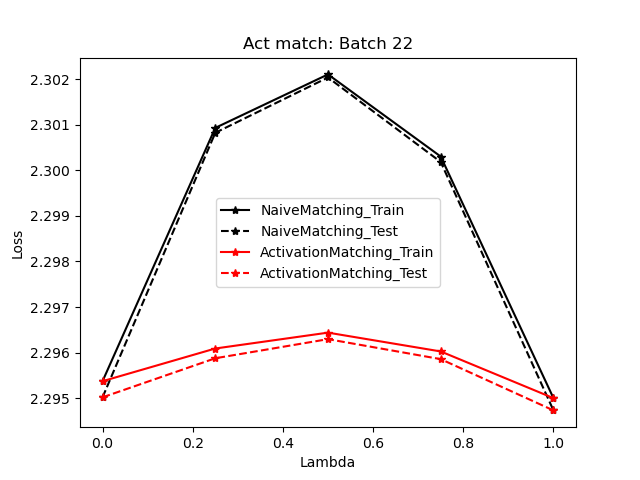 Act match: Batch 22
Loss
2.302
2.301
2.300
2.299
2.298
2.297
2.296
2.295
NaiveMatching_Train
NaiveMatching_Test
ActivationMatching_Train
ActivationMatching_Test
0.0 0.2 0.4 0.6 0.8 1.0
Lambda